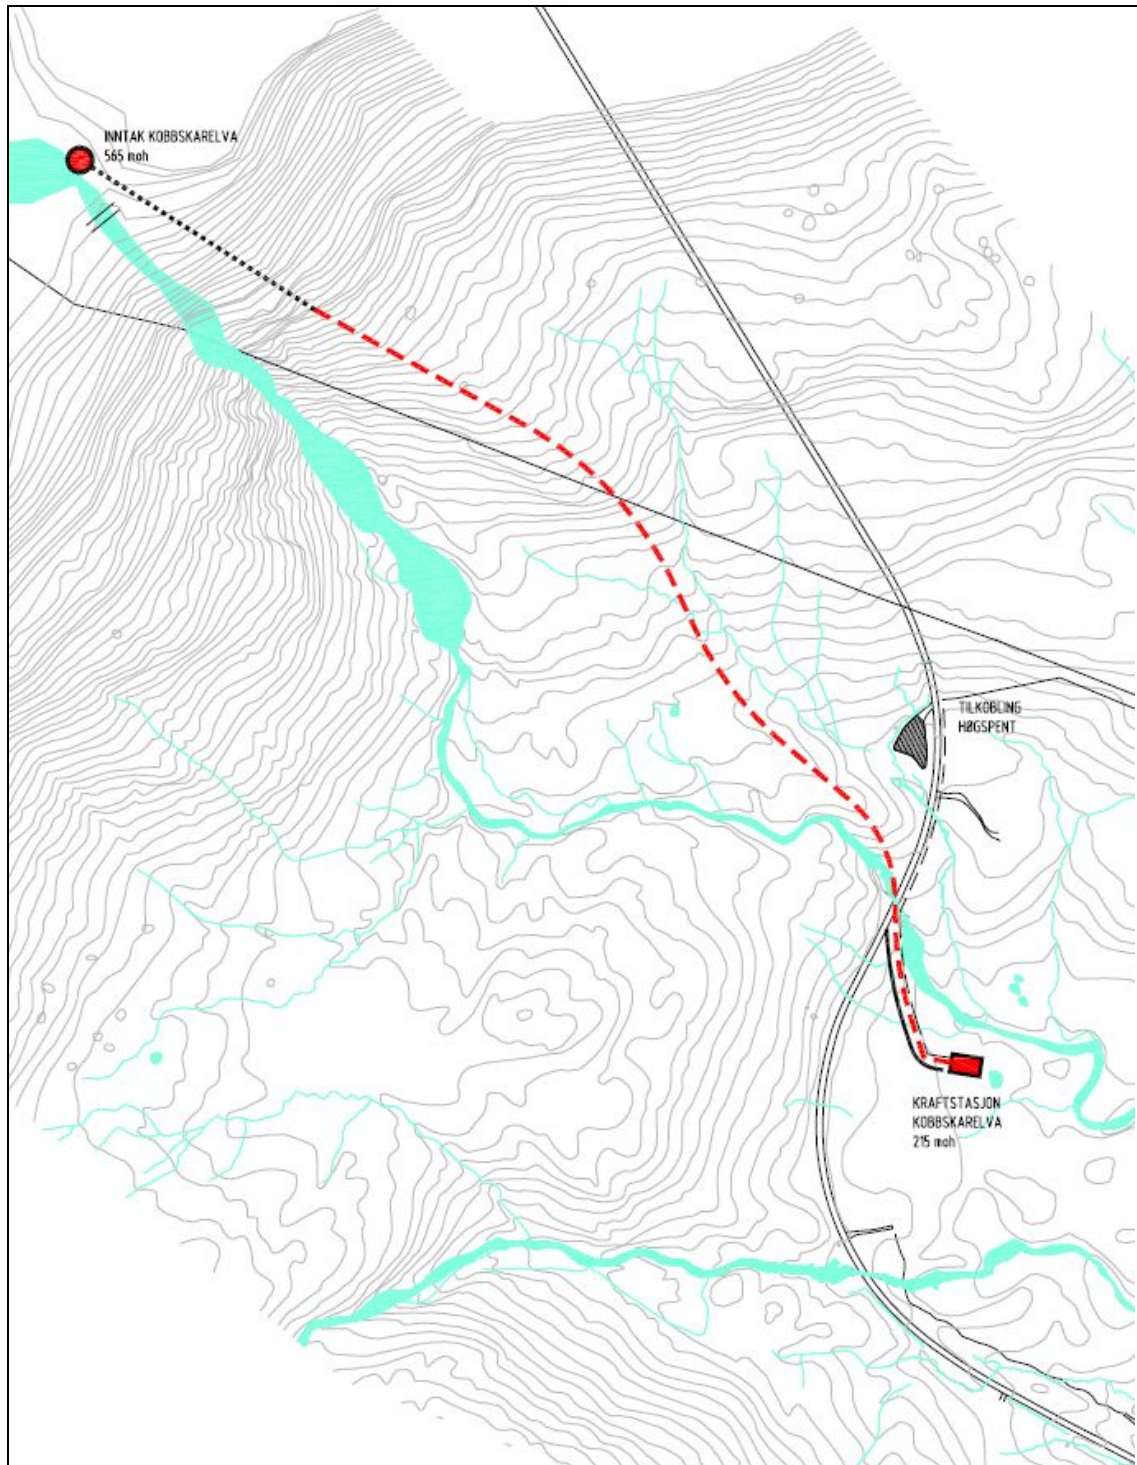 INNTAK KOBBSKARELVA
565 moh
TILKOBLING
HØGSPENT
KRAFTSTASJON
KOBBSKARELVA
215 moh